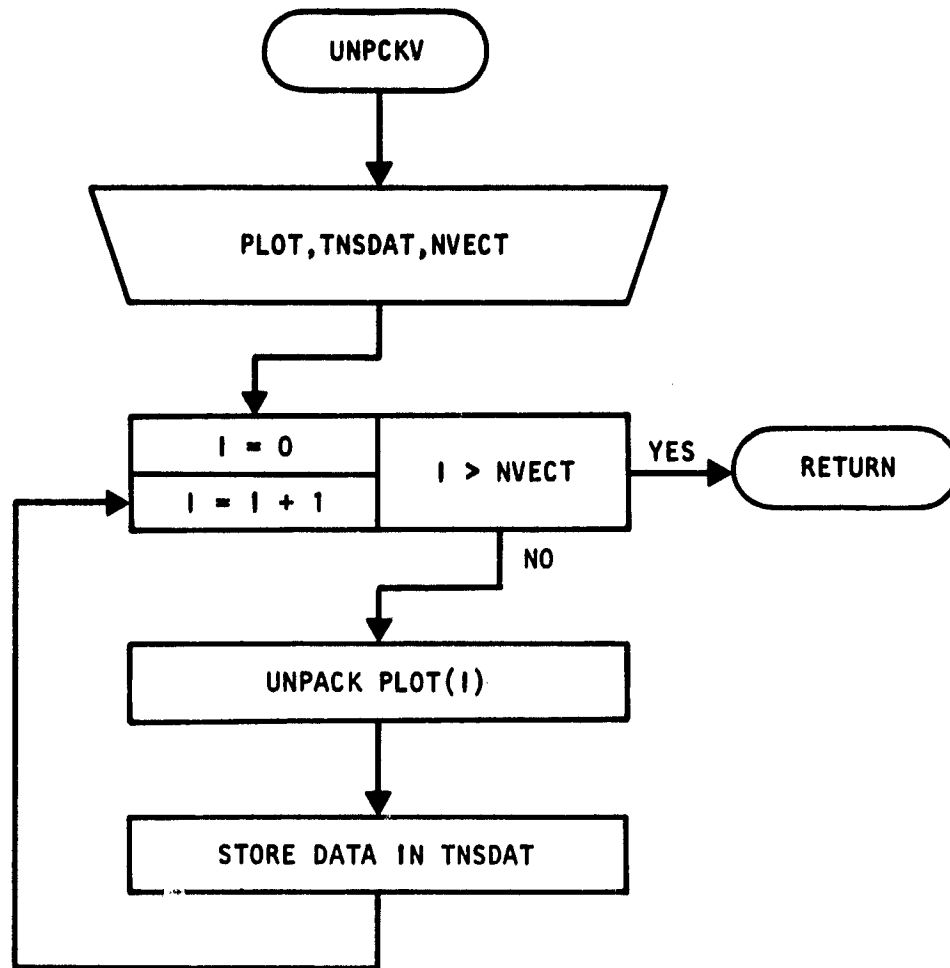 UNPCKV
PLOT,TNSDAT,NVECT
I = 0
I = I + 1
I > NVECT
YES
RETURN
NO
UNPACK PLOT(I)
STORE DATA IN TNSDAT